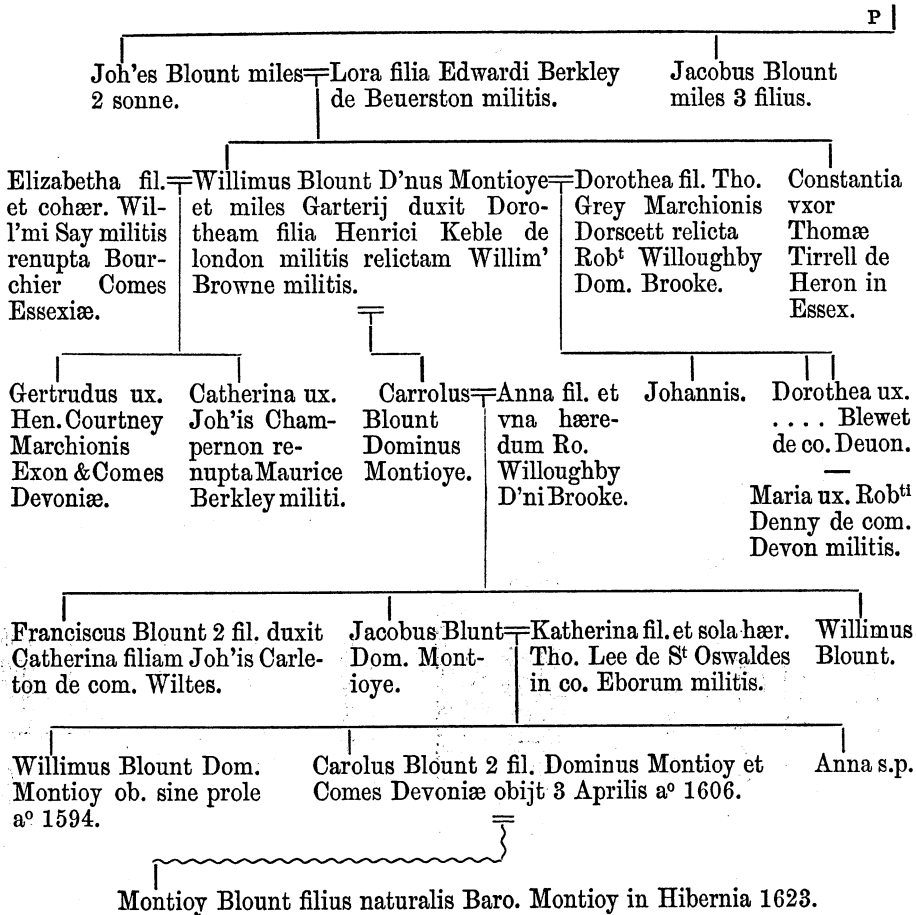 P
Joh'es Blount miles
2 sonne.
Lora filia Edwardi Berkley
de Beuerston militis.
Jacobus Blount
miles 3 filius.
Elizabetha fil.
et cohær. Wil-
l'mi Say militis
renupta Bour-
chier Comes
Essexiæ.
Willimus Blount D'nus Montioye
et miles Garterij duxit Doro-
theam filia Henrici Keble de
london militis relictam Willim'
Browne militis.
Dorothea fil. Tho.
Grey Marchionis
Dorscett relicta
Robᵗ Willoughby
Dom. Brooke.
Constantia
vxor
Thomæ
Tirrell de
Heron in
Essex.
Gertrudus ux.
Hen. Courtney
Marchionis
Exon & Comes
Devoniæ.
Catherina ux.
Joh'is Cham-
pernon re-
nupta Maurice
Berkley militi.
Carrolus
Blount
Dominus
Montioye.
Anna fil. et
vna hære-
dum Ro.
Willoughby
D'ni Brooke.
Johannis.
Dorothea ux.
. . . . Blewet
de co. Deuon.
—
Maria ux. Robᵗⁱ
Denny de com.
Devon militis.
Franciscus Blount 2 fil. duxit
Catherina filiam Joh'is Carle-
ton de com. Wiltes.
Jacobus Blunt
Dom. Mont-
ioye.
Katherina fil. et sola hær.
Tho. Lee de Sᵗ Oswaldes
in co. Eborum militis.
Willimus
Blount.
Willimus Blount Dom.
Montioy ob. sine prole
aº 1594.
Carolus Blount 2 fil. Dominus Montioy et
Comes Devoniæ obijt 3 Aprilis aº 1606.
Anna s.p.
Montioy Blount filius naturalis Baro. Montioy in Hibernia 1623.